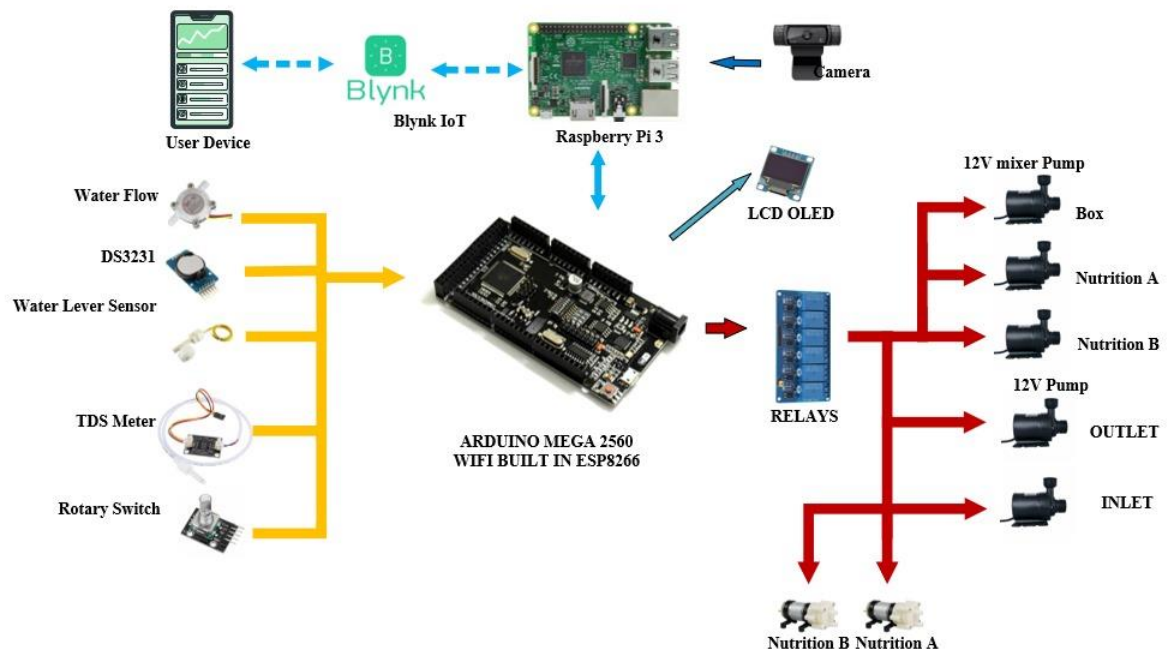 B
Blynk
Camera
User Device
Blynk IoT
Raspberry Pi 3
12V mixer Pump
Water Flow
LCD OLED
Box
DS3231
Nutrition A
Water Lever Sensor
Nutrition B
12V Pump
TDS Meter
RELAYS
OUTLET
ARDUINO MEGA 2560
WIFI BUILT IN ESP8266
INLET
Rotary Switch
Nutrition B
Nutrition A